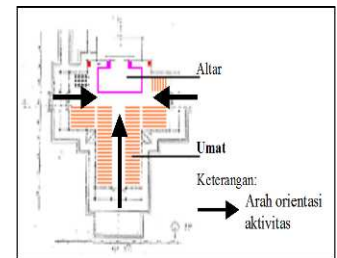 Altar
Umat
Keterangan:
Arah orientasi
aktivitas